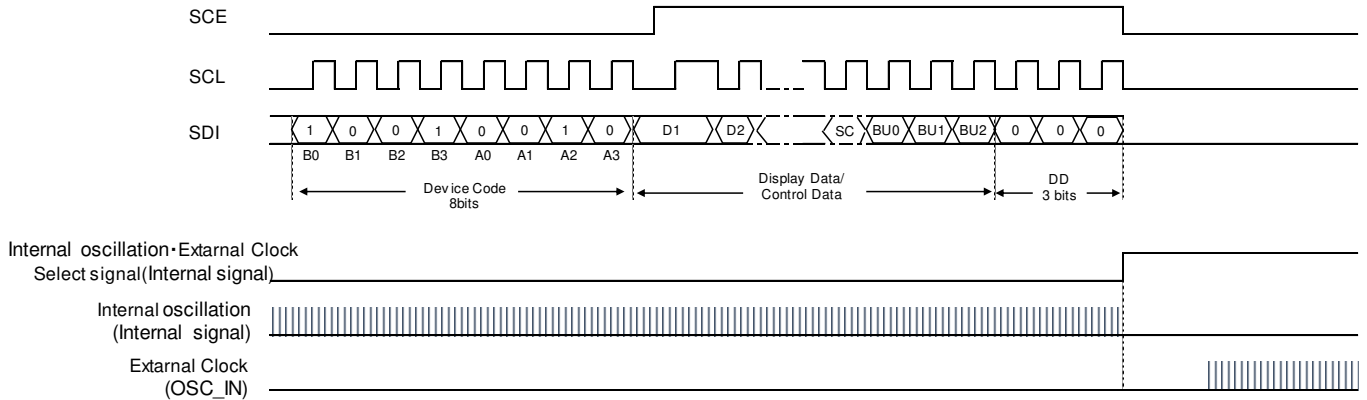 SCE
SCL
SDI
1 0 0 1 0 0 1 0 D1 D2 SC BU0 BU1 BU2 0 0 0
B0 B1 B2 B3 A0 A1 A2 A3
Device Code
8bits
Display Data/
Control Data
DD
3 bits
Internal oscillation・Extarnal Clock
Select signal(Internal signal)
Internal oscillation
(Internal signal)
Extarnal Clock
(OSC_IN)